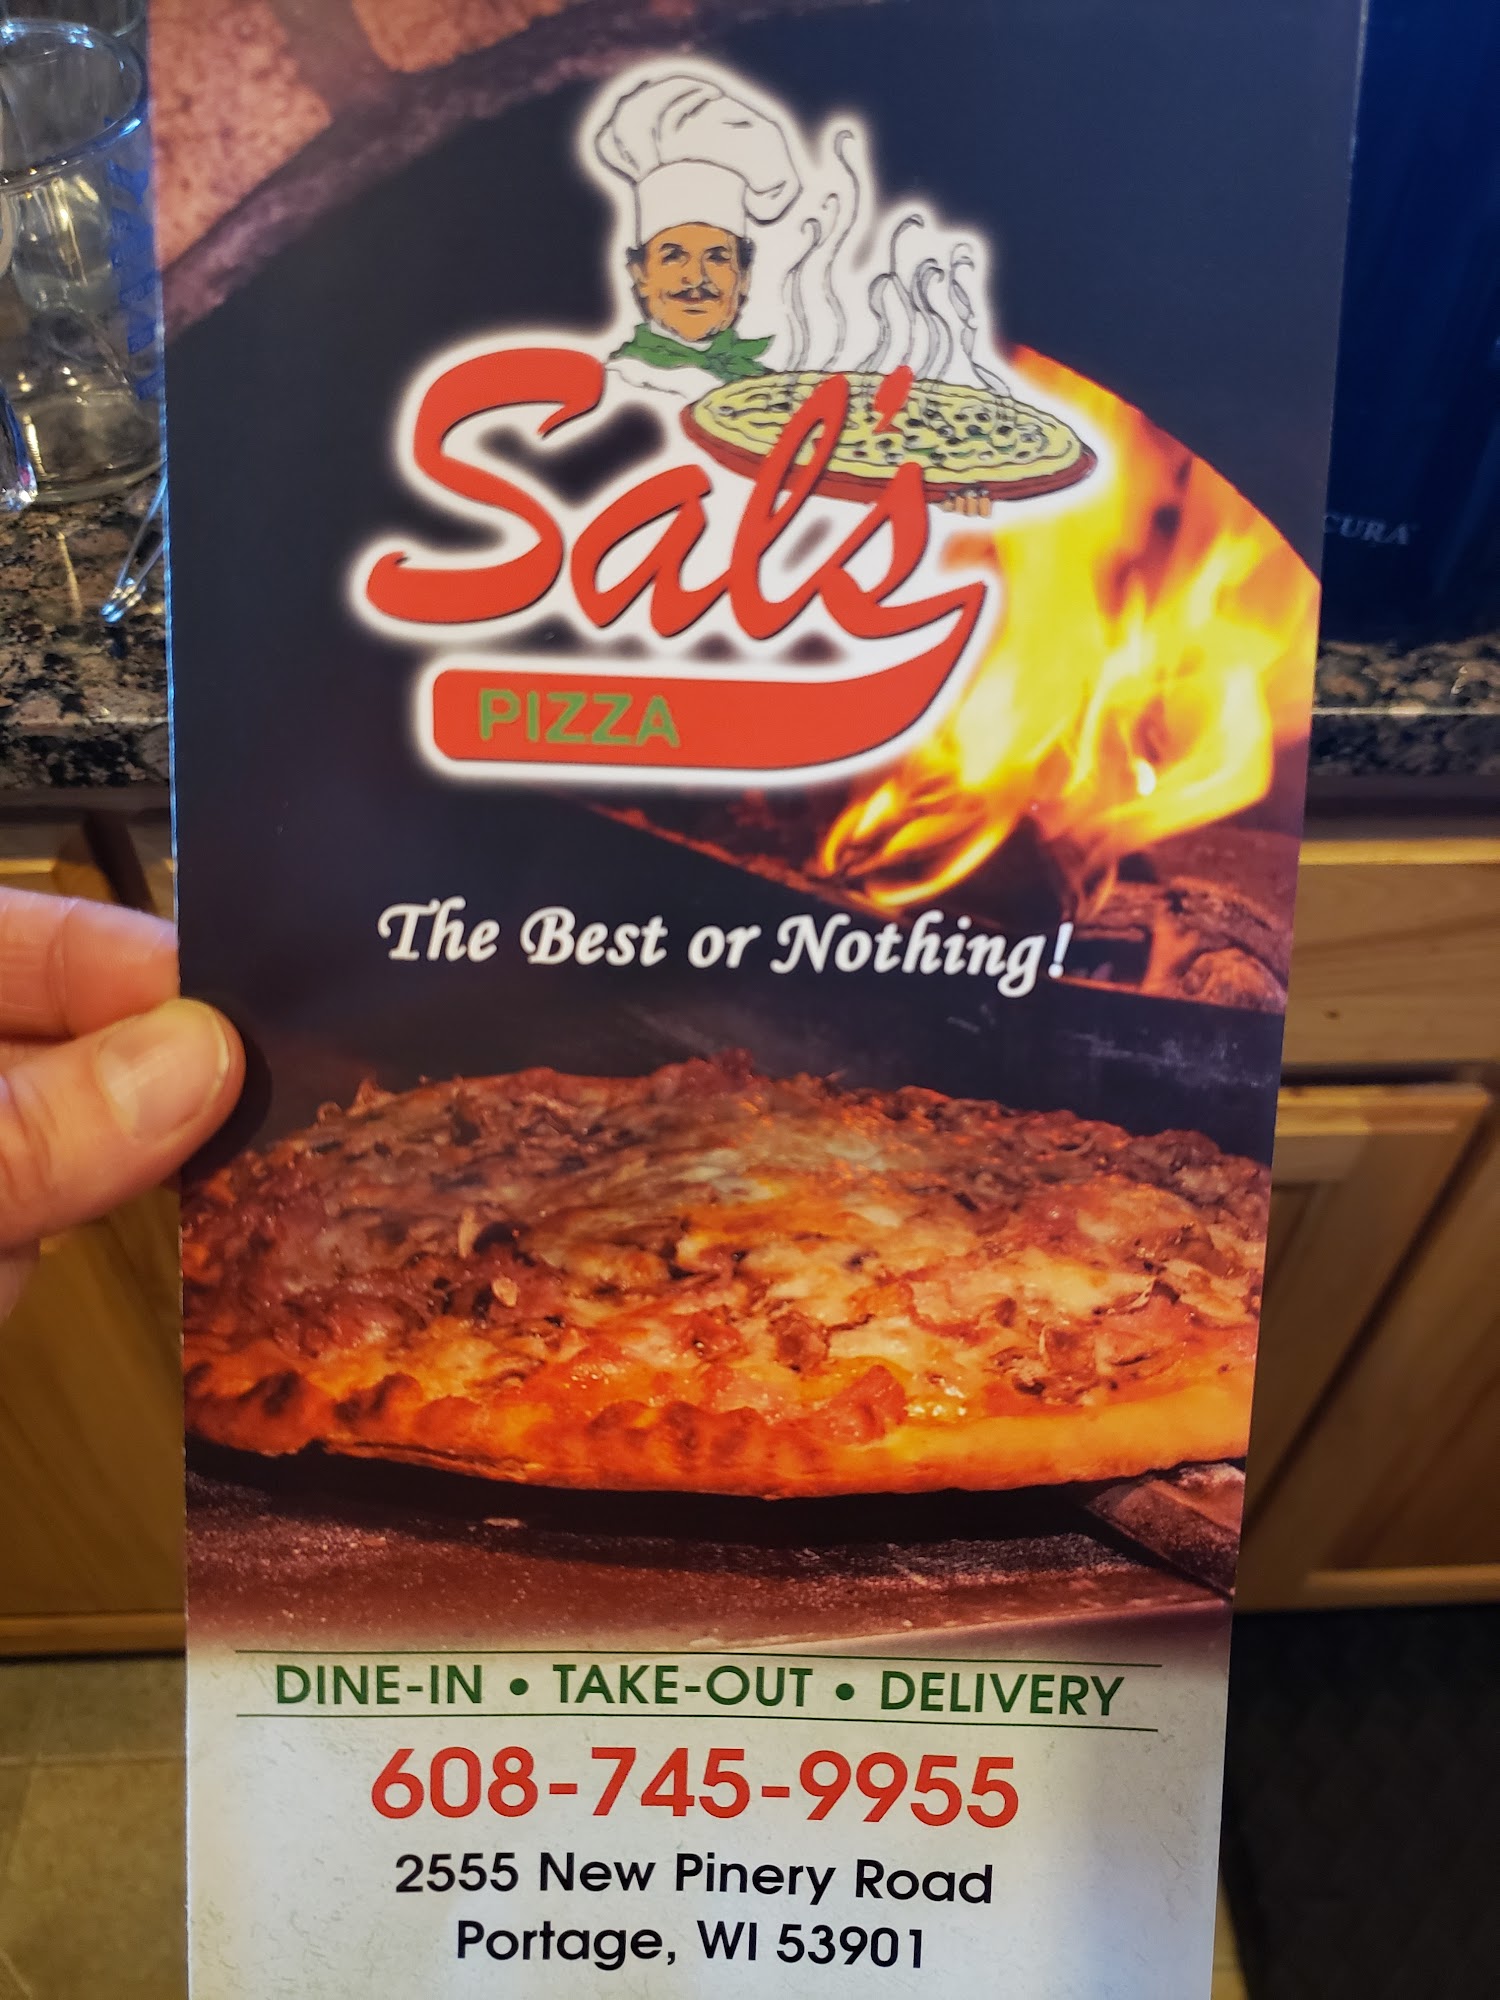 Sal's
PIZZA
The Best or Nothing!
DINE-IN • TAKE-OUT • DELIVERY
608-745-9955
2555 New Pinery Road
Portage, WI 53901